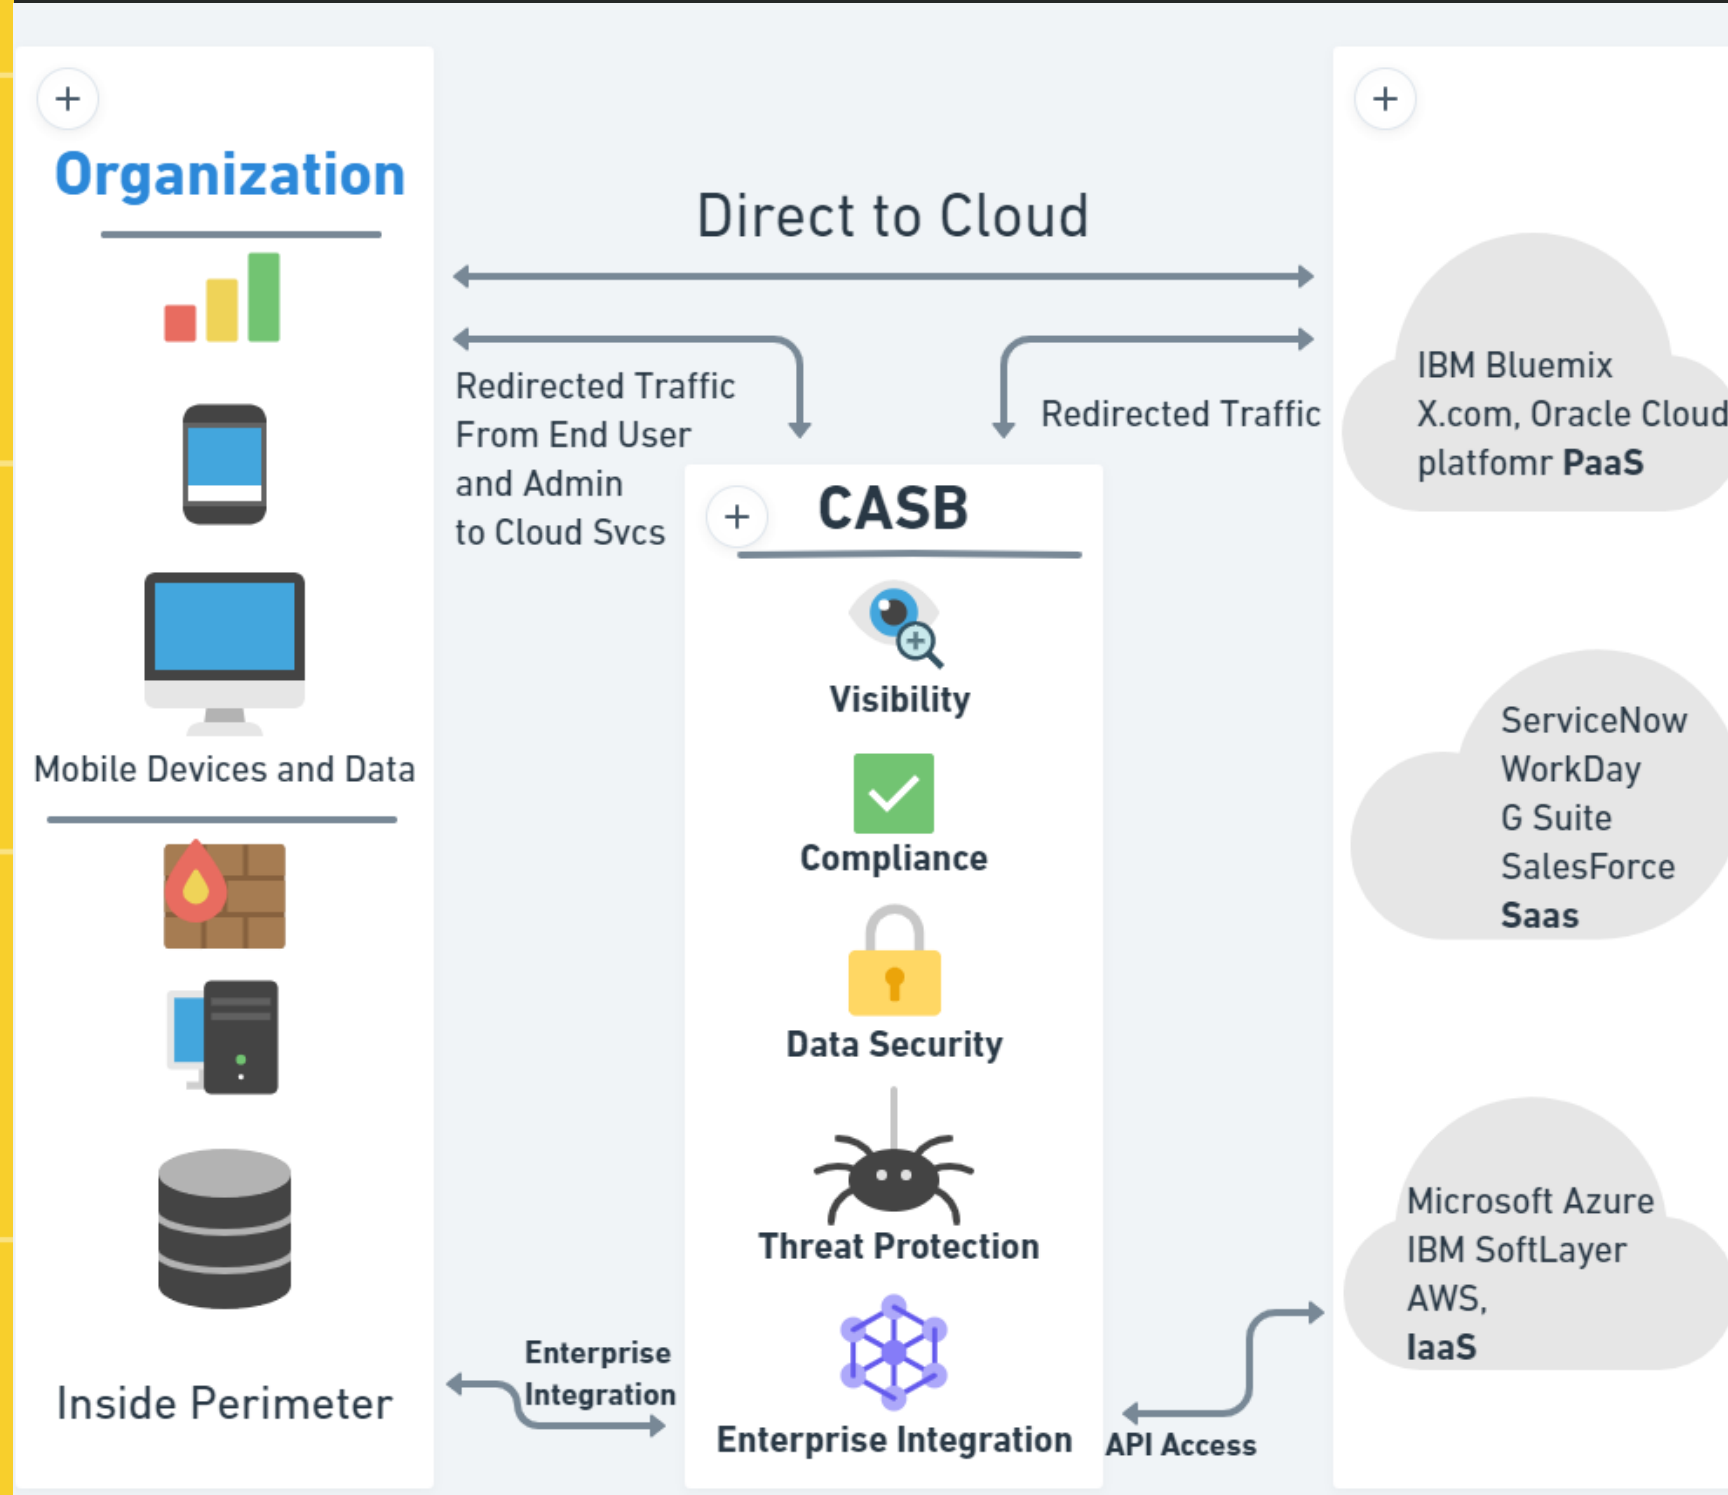 Organization
Mobile Devices and Data
Inside Perimeter
Direct to Cloud
Redirected Traffic
From End User
and Admin
to Cloud Svcs
Redirected Traffic
CASB
Visibility
Compliance
Data Security
Threat Protection
Enterprise Integration
Enterprise
Integration
API Access
IBM Bluemix
X.com, Oracle Cloud
platfomr PaaS
ServiceNow
WorkDay
G Suite
SalesForce
Saas
Microsoft Azure
IBM SoftLayer
AWS,
IaaS